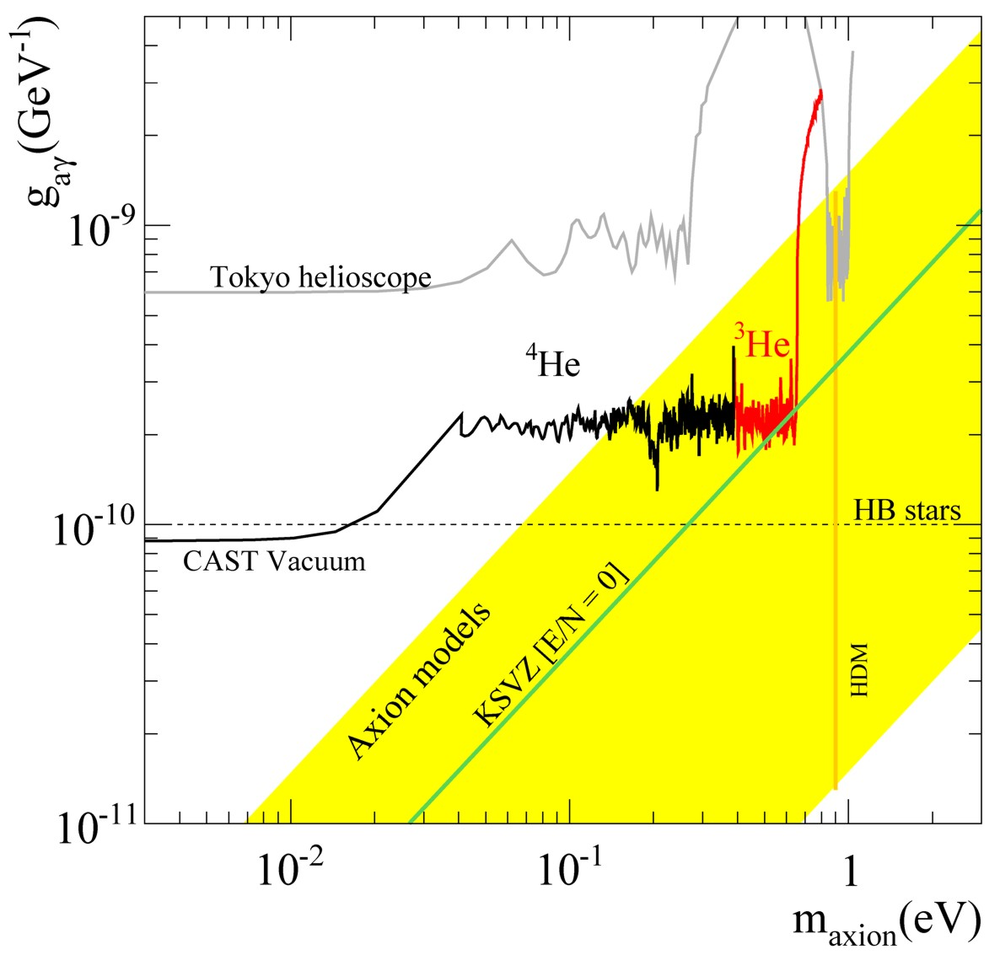 g_aγ(GeV^-1)
10^-9
Tokyo helioscope
^3He
^4He
10^-10
HB stars
CAST Vacuum
KSVZ [E/N = 0]
Axion models
HDM
10^-11
10^-2
10^-1
1
m_axion(eV)